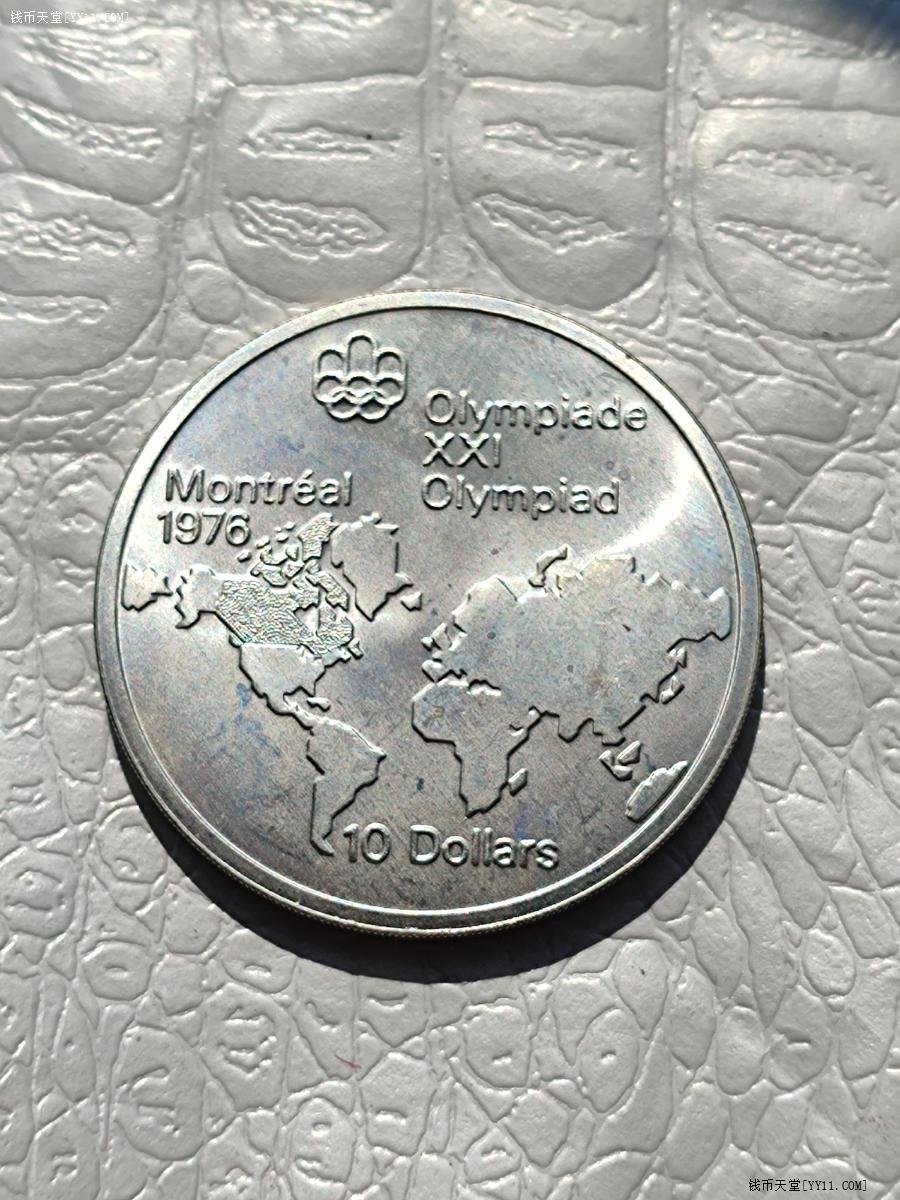 钱币天堂[YY11.COM]
Olympiade
XXI
Olympiad
Montréal
1976
10 Dollars
钱币天堂[YY11.COM]